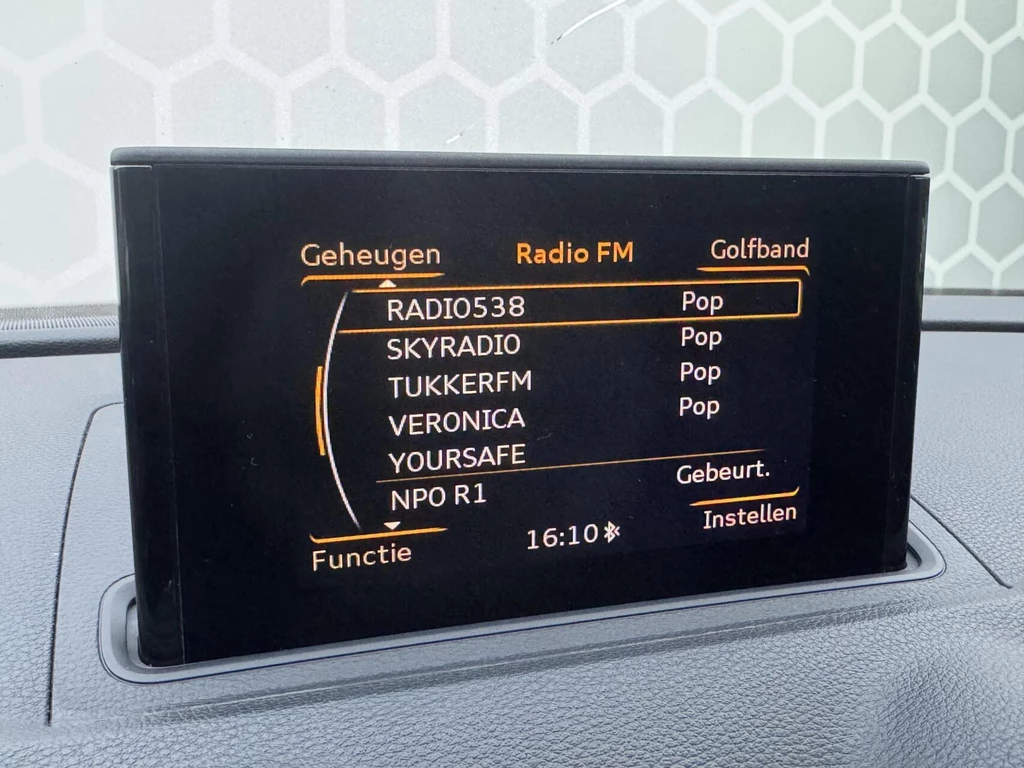 Geheugen Radio FM Golfband
RADIO538 Pop
SKYRADIO Pop
TUKKERFM Pop
VERONICA Pop
YOURSAFE
NPO R1 Gebeurt.
Functie 16:10 Instellen